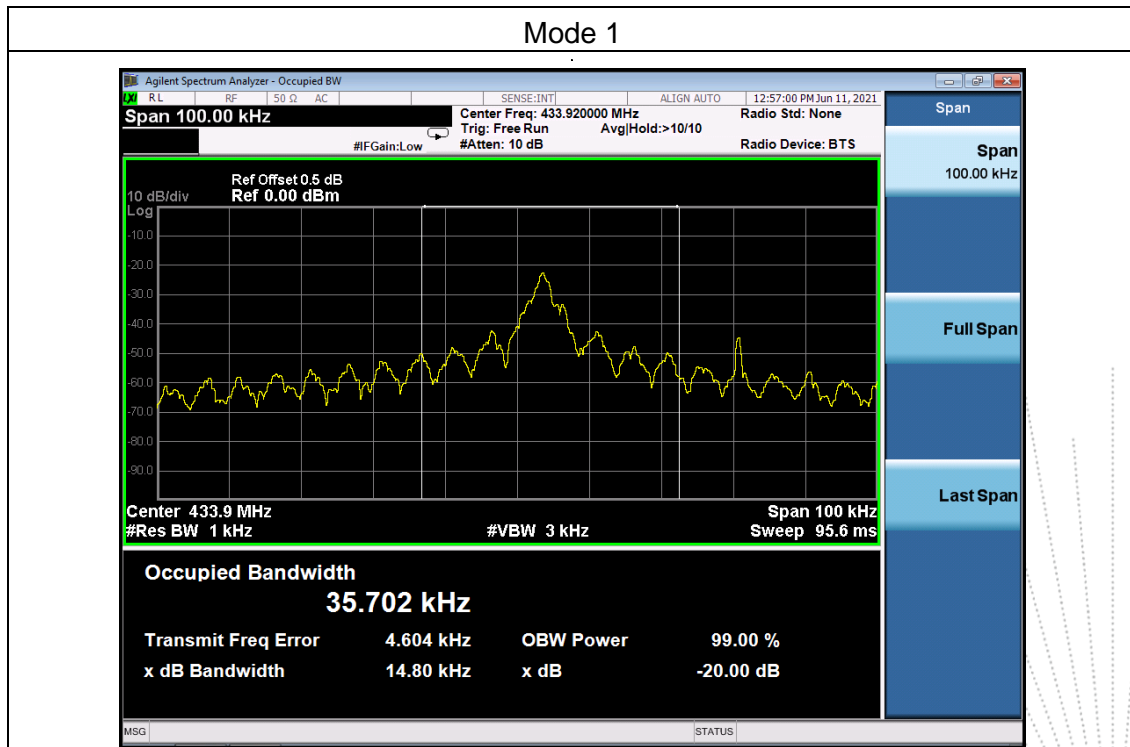 Mode 1
Agilent Spectrum Analyzer - Occupied BW
LXI RL RF 50 Ω AC SENSE:INT ALIGN AUTO 12:57:00 PM Jun 11, 2021
Span 100.00 kHz
Center Freq: 433.920000 MHz
Radio Std: None
Trig: Free Run Avg|Hold:>10/10
#IFGain:Low #Atten: 10 dB Radio Device: BTS
Ref Offset 0.5 dB
10 dB/div Ref 0.00 dBm
Log
-10.0
-20.0
-30.0
-40.0
-50.0
-60.0
-70.0
-80.0
-90.0
Center 433.9 MHz Span 100 kHz
#Res BW 1 kHz #VBW 3 kHz Sweep 95.6 ms
Occupied Bandwidth
35.702 kHz
Transmit Freq Error 4.604 kHz OBW Power 99.00 %
x dB Bandwidth 14.80 kHz x dB -20.00 dB
MSG STATUS
Span
Span
100.00 kHz
Full Span
Last Span